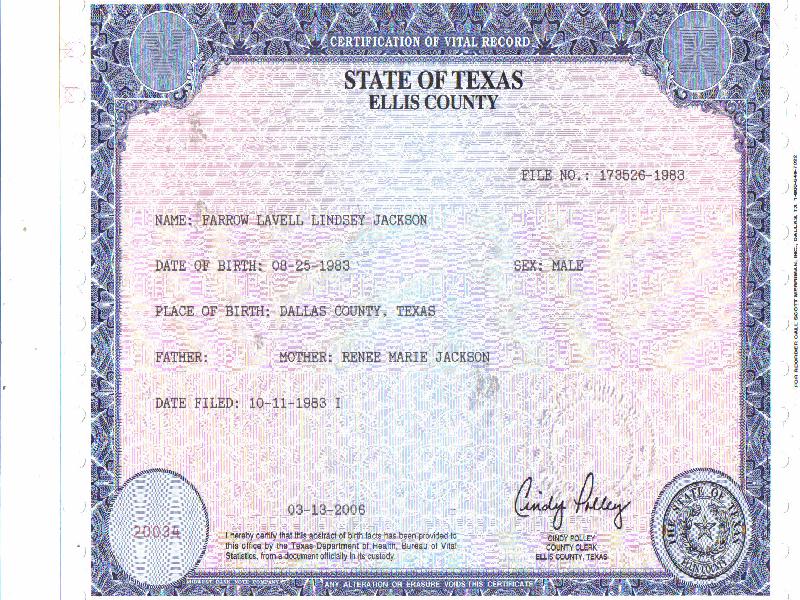 CERTIFICATION OF VITAL RECORD
STATE OF TEXAS
ELLIS COUNTY
FILE NO.: 173526-1983
NAME: FARROW LAVELL LINDSEY JACKSON
DATE OF BIRTH: 08-25-1983 SEX: MALE
PLACE OF BIRTH: DALLAS COUNTY, TEXAS
FATHER: MOTHER: RENEE MARIE JACKSON
DATE FILED: 10-11-1983 I
03-13-2006
Cindy Polley
20034
I hereby certify that this abstract of birth facts has been provided to
this office by the Texas Department of Health, Bureau of Vital
Statistics, from a document officially in its custody.
CINDY POLLEY
COUNTY CLERK
ELLIS COUNTY, TEXAS
THE STATE OF TEXAS
MIDWEST BANK NOTE COMPANY
ANY ALTERATION OR ERASURE VOIDS THIS CERTIFICATE
FOR REORDER CALL SCOTT MERRIMAN, INC., DALLAS, TX